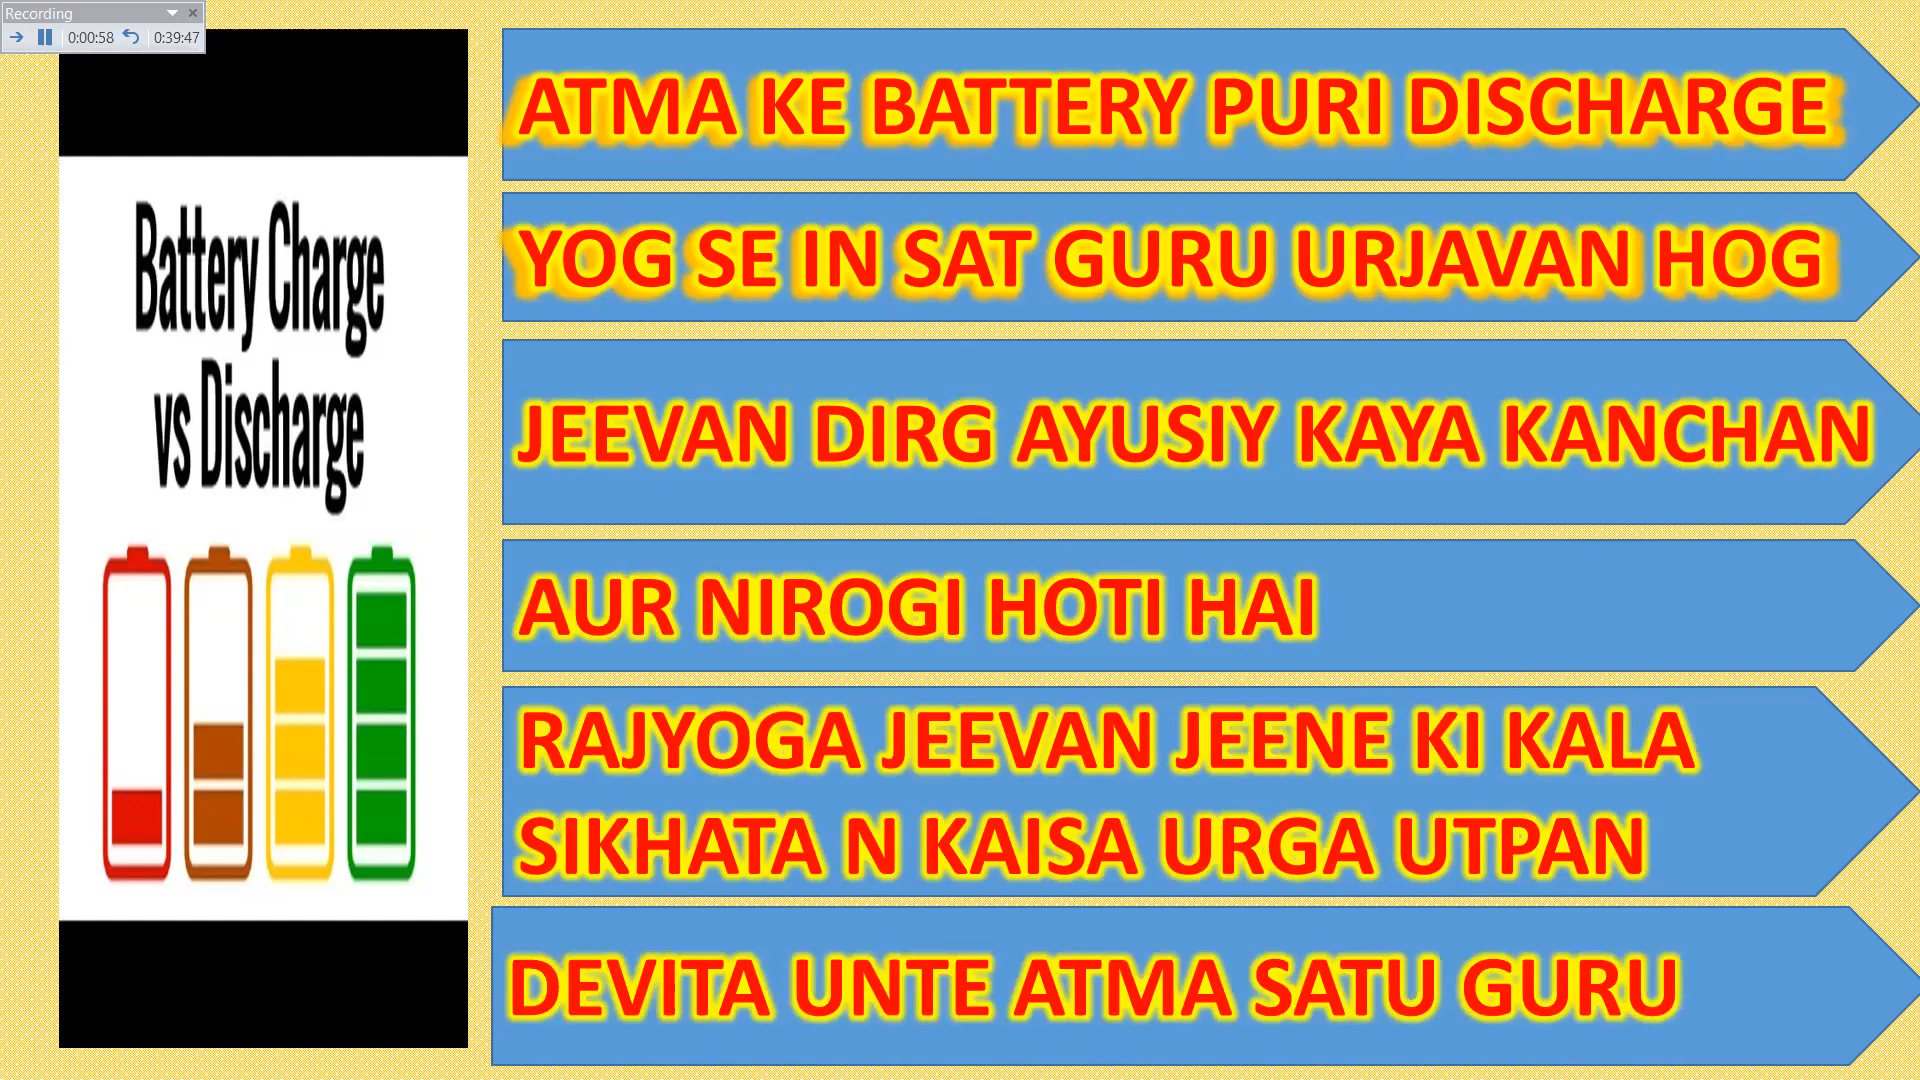 Recording
0:00:58 0:39:47
Battery Charge
vs Discharge
ATMA KE BATTERY PURI DISCHARGE
YOG SE IN SAT GURU URJAVAN HOG
JEEVAN DIRG AYUSIY KAYA KANCHAN
AUR NIROGI HOTI HAI
RAJYOGA JEEVAN JEENE KI KALA
SIKHATA N KAISA URGA UTPAN
DEVITA UNTE ATMA SATU GURU